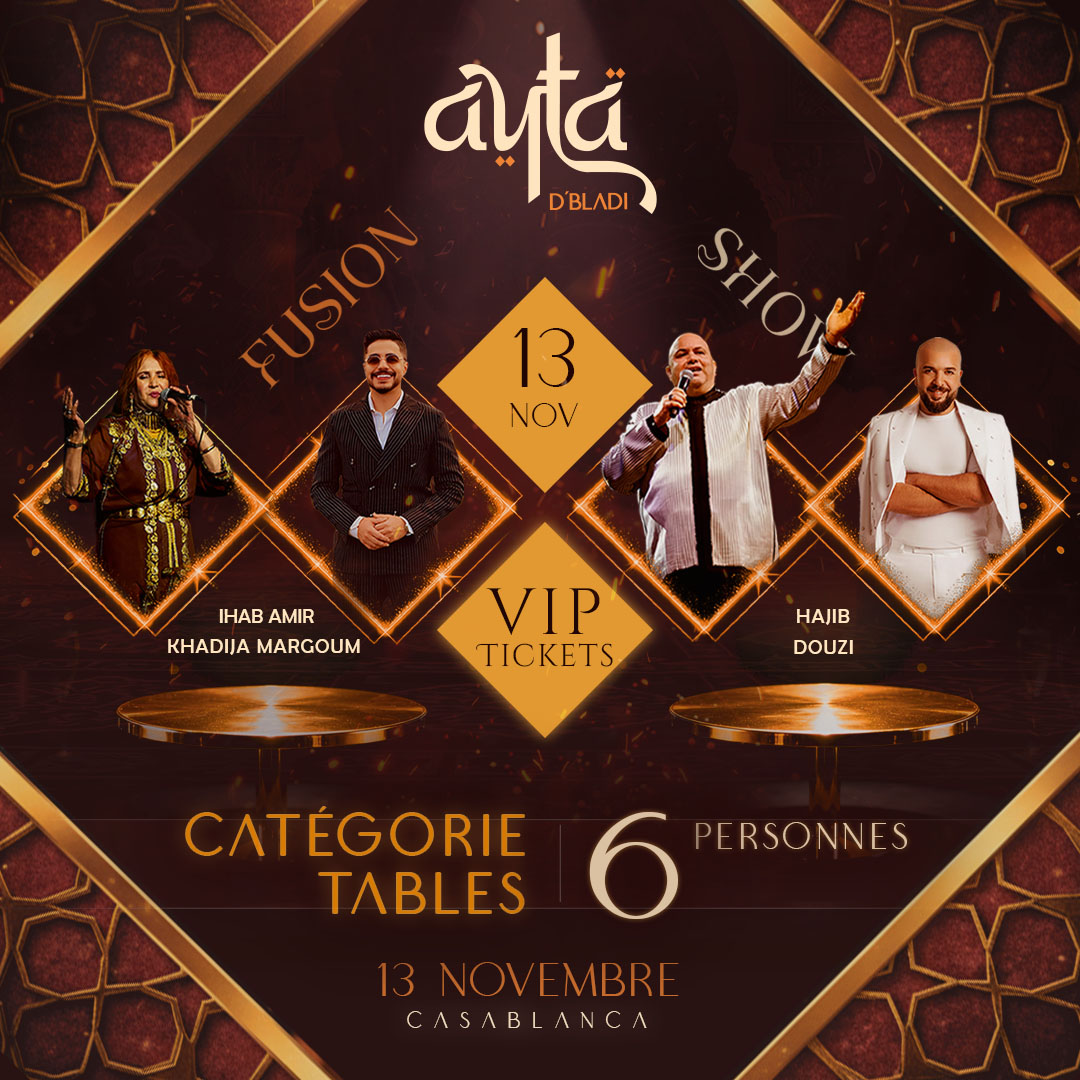 aytä
D'BLADI
FUSION
SHOW
13
NOV
IHAB AMIR
KHADIJA MARGOUM
VIP
TICKETS
HAJIB
DOUZI
CATÉGORIE
TABLES
6 PERSONNES
13 NOVEMBRE
CASABLANCA